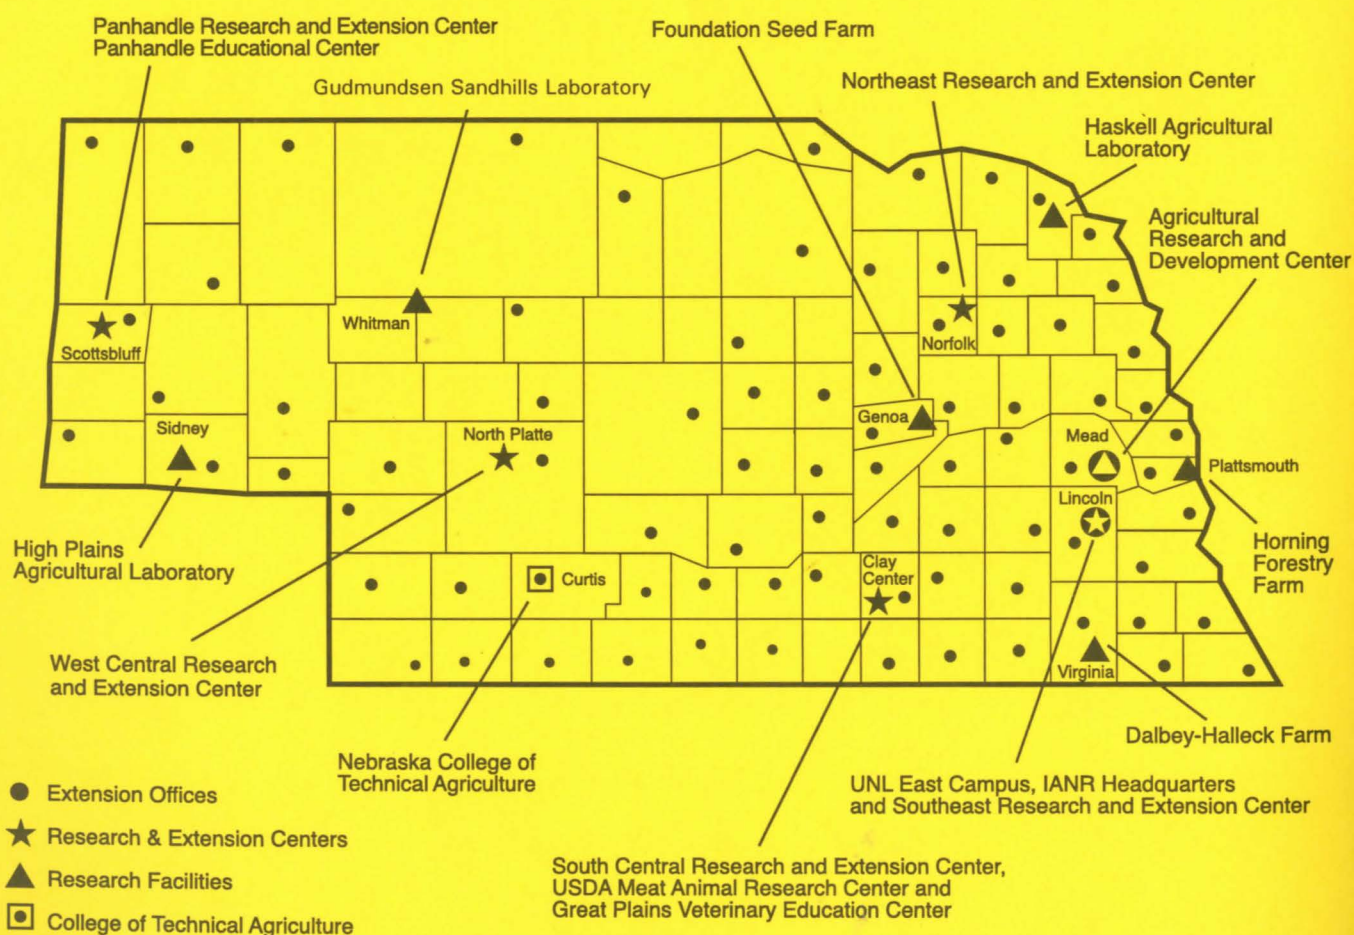 Panhandle Research and Extension Center
Panhandle Educational Center
Gudmundsen Sandhills Laboratory
Foundation Seed Farm
Northeast Research and Extension Center
Haskell Agricultural
Laboratory
Agricultural
Research and
Development Center
Whitman
Scottsbluff
Norfolk
Sidney
North Platte
Genoa
Mead
Plattsmouth
Lincoln
High Plains
Agricultural Laboratory
Horning
Forestry
Farm
Curtis
Clay
Center
Virginia
West Central Research
and Extension Center
Dalbey-Halleck Farm
Nebraska College of
Technical Agriculture
UNL East Campus, IANR Headquarters
and Southeast Research and Extension Center
South Central Research and Extension Center,
USDA Meat Animal Research Center and
Great Plains Veterinary Education Center
Extension Offices
Research & Extension Centers
Research Facilities
College of Technical Agriculture